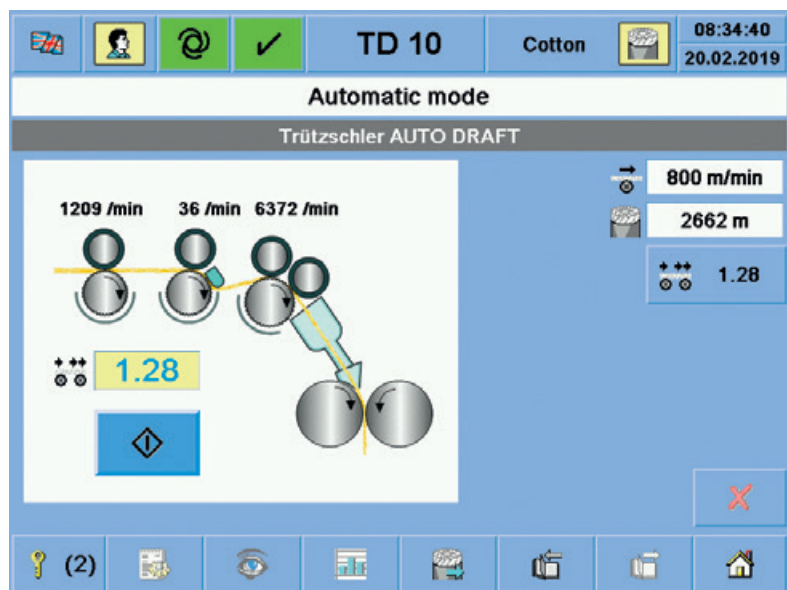 TD 10
Cotton
08:34:40
20.02.2019
Automatic mode
Trützschler AUTO DRAFT
1209 /min 36 /min 6372 /min
800 m/min
2662 m
1.28
1.28
(2)